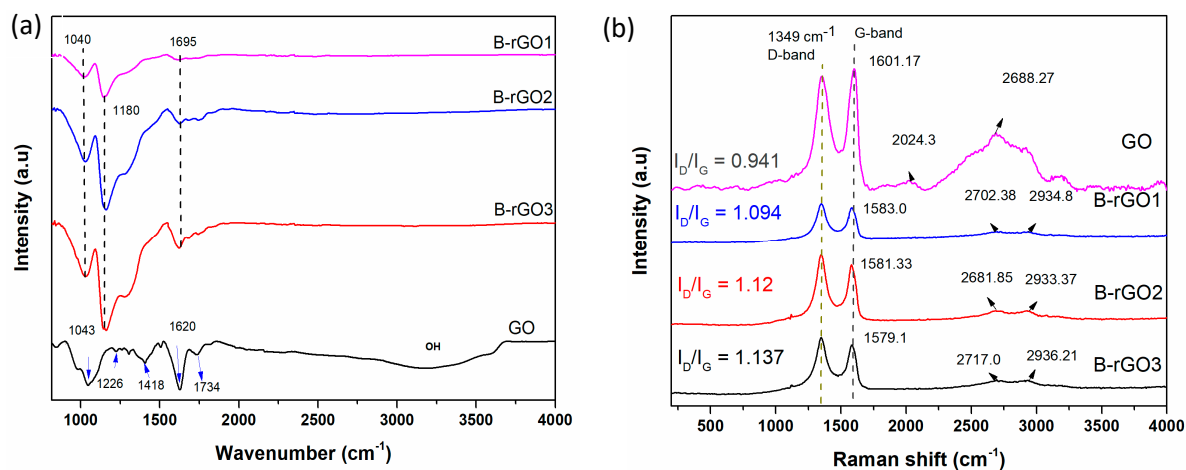 (a)
1040
1695
B-rGO1
1180
B-rGO2
B-rGO3
1043
1620
GO
OH
1226
1418
1734
1000
1500
2000
2500
3000
3500
4000
Wavenumber (cm⁻¹)
Intensity (a.u)
(b)
1349 cm⁻¹
D-band
G-band
1601.17
2688.27
2024.3
GO
I_D/I_G = 0.941
2702.38
2934.8
B-rGO1
I_D/I_G = 1.094
1583.0
1581.33
2681.85
2933.37
B-rGO2
I_D/I_G = 1.12
1579.1
2717.0
2936.21
B-rGO3
I_D/I_G = 1.137
500
1000
1500
2000
2500
3000
3500
4000
Raman shift (cm⁻¹)
Intensity (a.u)